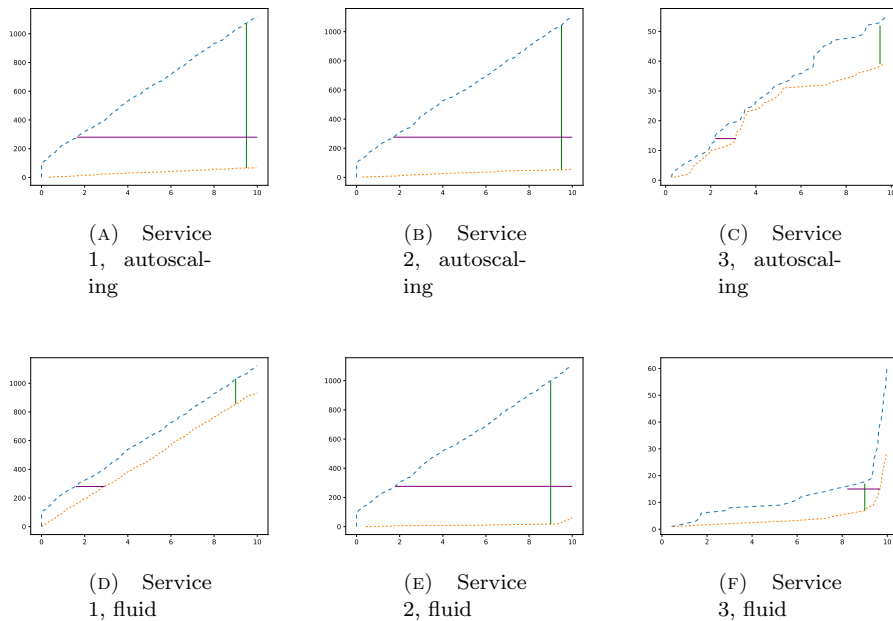 1000
800
600
400
200
0
0 2 4 6 8 10
1000
800
600
400
200
0
0 2 4 6 8 10
50
40
30
20
10
0
0 2 4 6 8 10
(A) Service
1, autoscal-
ing
(B) Service
2, autoscal-
ing
(C) Service
3, autoscal-
ing
1000
800
600
400
200
0
0 2 4 6 8 10
1000
800
600
400
200
0
0 2 4 6 8 10
60
50
40
30
20
10
0
2 4 6 8 10
(D) Service
1, fluid
(E) Service
2, fluid
(F) Service
3, fluid